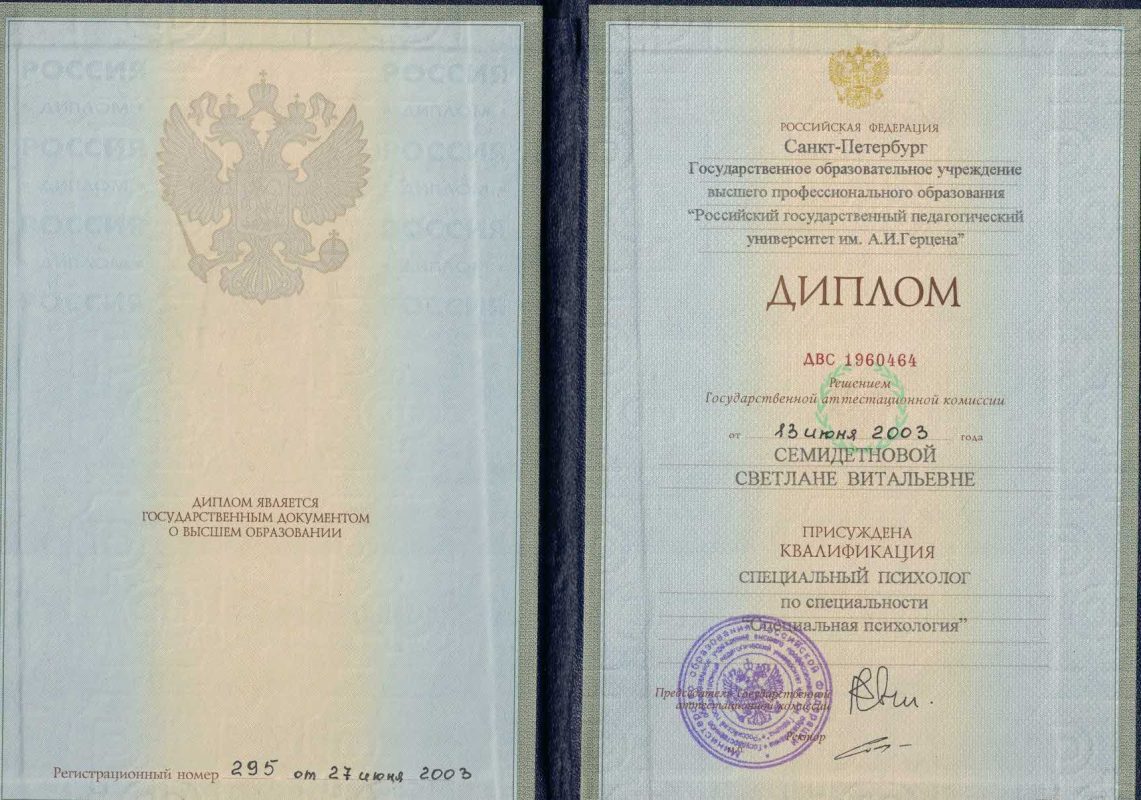 ДИПЛОМ ЯВЛЯЕТСЯ
ГОСУДАРСТВЕННЫМ ДОКУМЕНТОМ
О ВЫСШЕМ ОБРАЗОВАНИИ
Регистрационный номер 295 от 27 июня 2003
РОССИЙСКАЯ ФЕДЕРАЦИЯ
Санкт-Петербург
Государственное образовательное учреждение
высшего профессионального образования
“Российский государственный педагогический
университет им. А.И.Герцена”
ДИПЛОМ
ДВС 1960464
Решением
Государственной аттестационной комиссии
от 13 июня 2003 года
СЕМИДЕТНОВОЙ
СВЕТЛАНЕ ВИТАЛЬЕВНЕ
ПРИСУЖДЕНА
КВАЛИФИКАЦИЯ
СПЕЦИАЛЬНЫЙ ПСИХОЛОГ
по специальности
“Специальная психология”
Председатель Государственной
аттестационной комиссии
Ректор